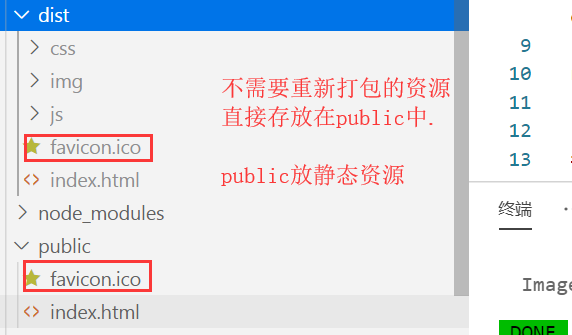 dist
css
img
js
favicon.ico
index.html
node_modules
public
favicon.ico
index.html
不需要重新打包的资源
直接存放在public中.
public放静态资源
9
10
11
12
13
终端
Image
DONE